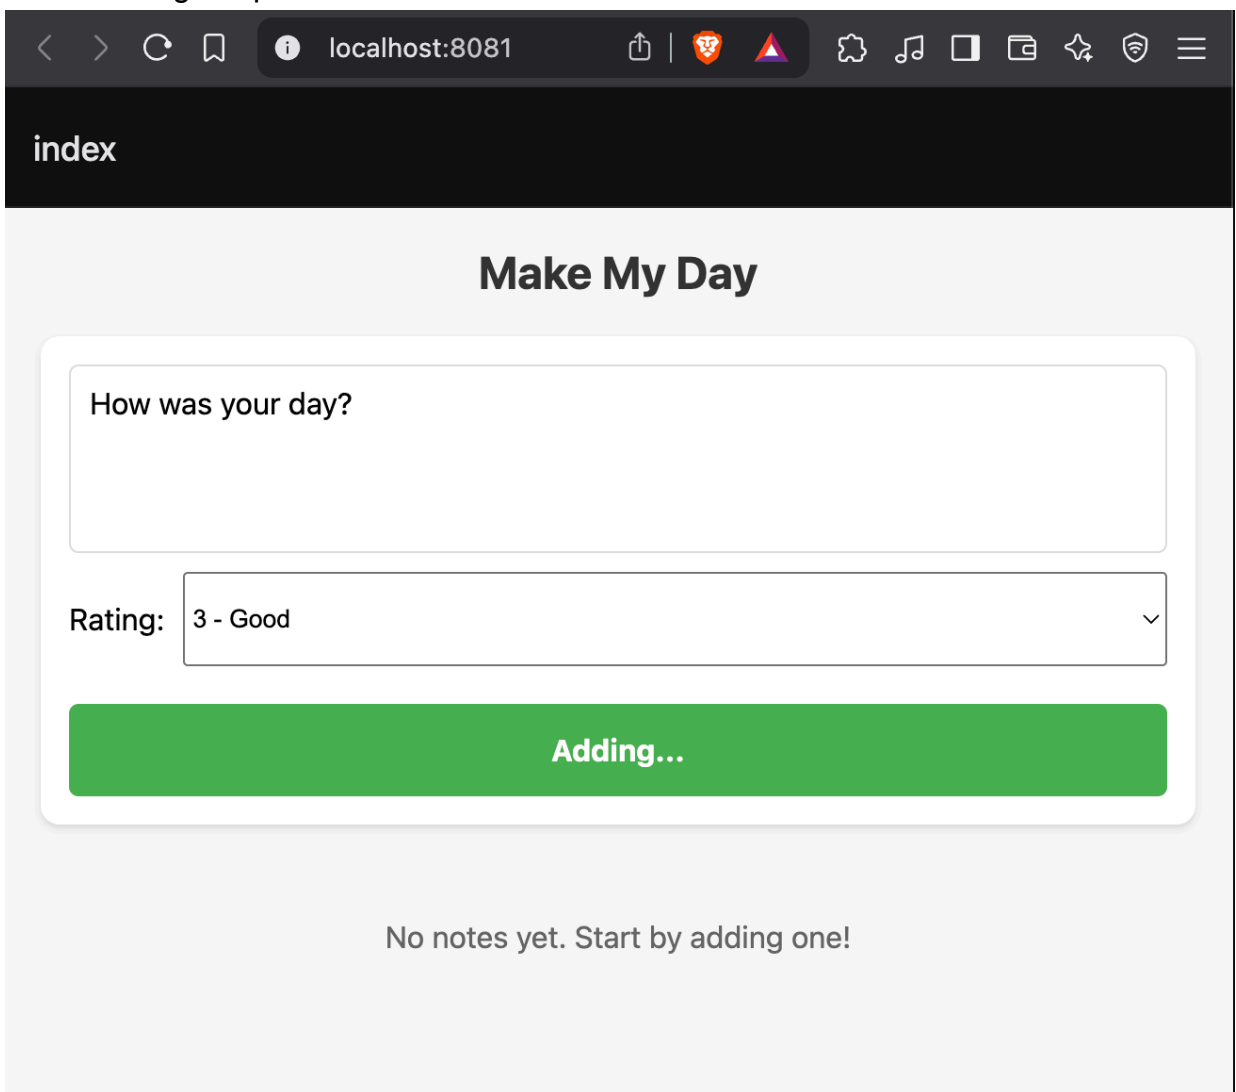 localhost:8081
index
Make My Day
How was your day?
Rating: 3 - Good
Adding...
No notes yet. Start by adding one!